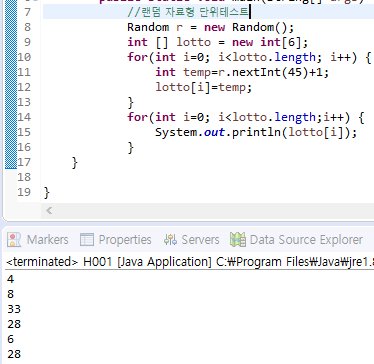 7 //랜덤 자료형 단위테스트
8 Random r = new Random();
9 int [] lotto = new int[6];
10 for(int i=0; i<lotto.length; i++) {
11 int temp=r.nextInt(45)+1;
12 lotto[i]=temp;
13 }
14 for(int i=0; i<lotto.length;i++) {
15 System.out.println(lotto[i]);
16 }
17 }
18
19 }
Markers Properties Servers Data Source Explorer
<terminated> H001 [Java Application] C:₩Program Files₩Java₩jre1.8
4
8
33
28
6
28